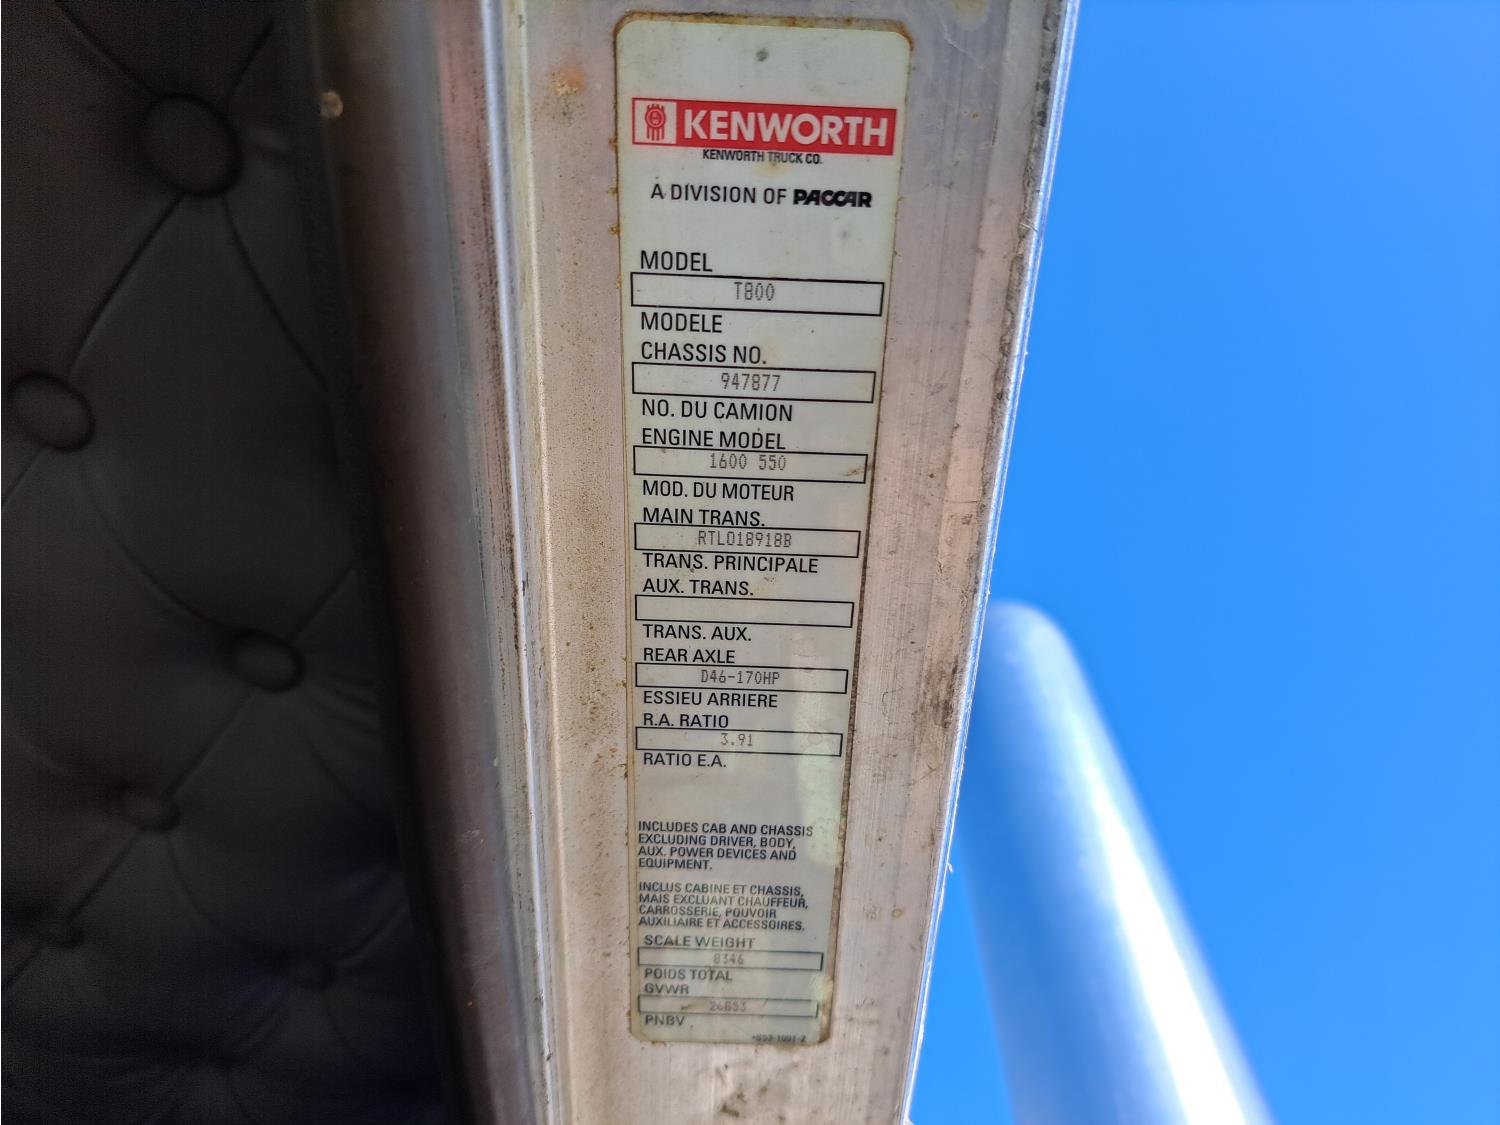 KENWORTH
KENWORTH TRUCK CO.
A DIVISION OF PACCAR
MODEL
T800
MODELE
CHASSIS NO.
947877
NO. DU CAMION
ENGINE MODEL
1600 550
MOD. DU MOTEUR
MAIN TRANS.
RTLO18918B
TRANS. PRINCIPALE
AUX. TRANS.
TRANS. AUX.
REAR AXLE
D46-170HP
ESSIEU ARRIERE
R.A. RATIO
3.91
RATIO E.A.
INCLUDES CAB AND CHASSIS
EXCLUDING DRIVER, BODY,
AUX. POWER DEVICES AND
EQUIPMENT.
INCLUS CABINE ET CHASSIS,
MAIS EXCLUANT CHAUFFEUR,
CARROSSERIE, POUVOIR
AUXILIAIRE ET ACCESSOIRES.
SCALE WEIGHT
8346
POIDS TOTAL
GVWR
PNBV